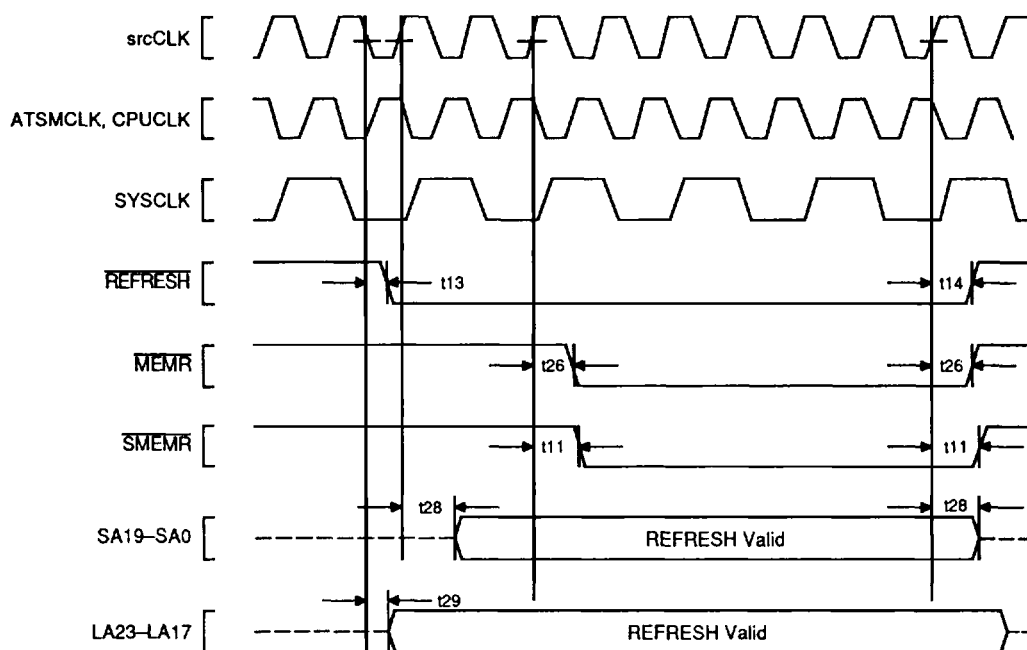 srcCLK
ATSMCLK, CPUCLK
SYSCLK
REFRESH
t13
t14
MEMR
t26
t26
SMEMR
t11
t11
t28
t28
SA19–SA0
REFRESH Valid
t29
LA23–LA17
REFRESH Valid